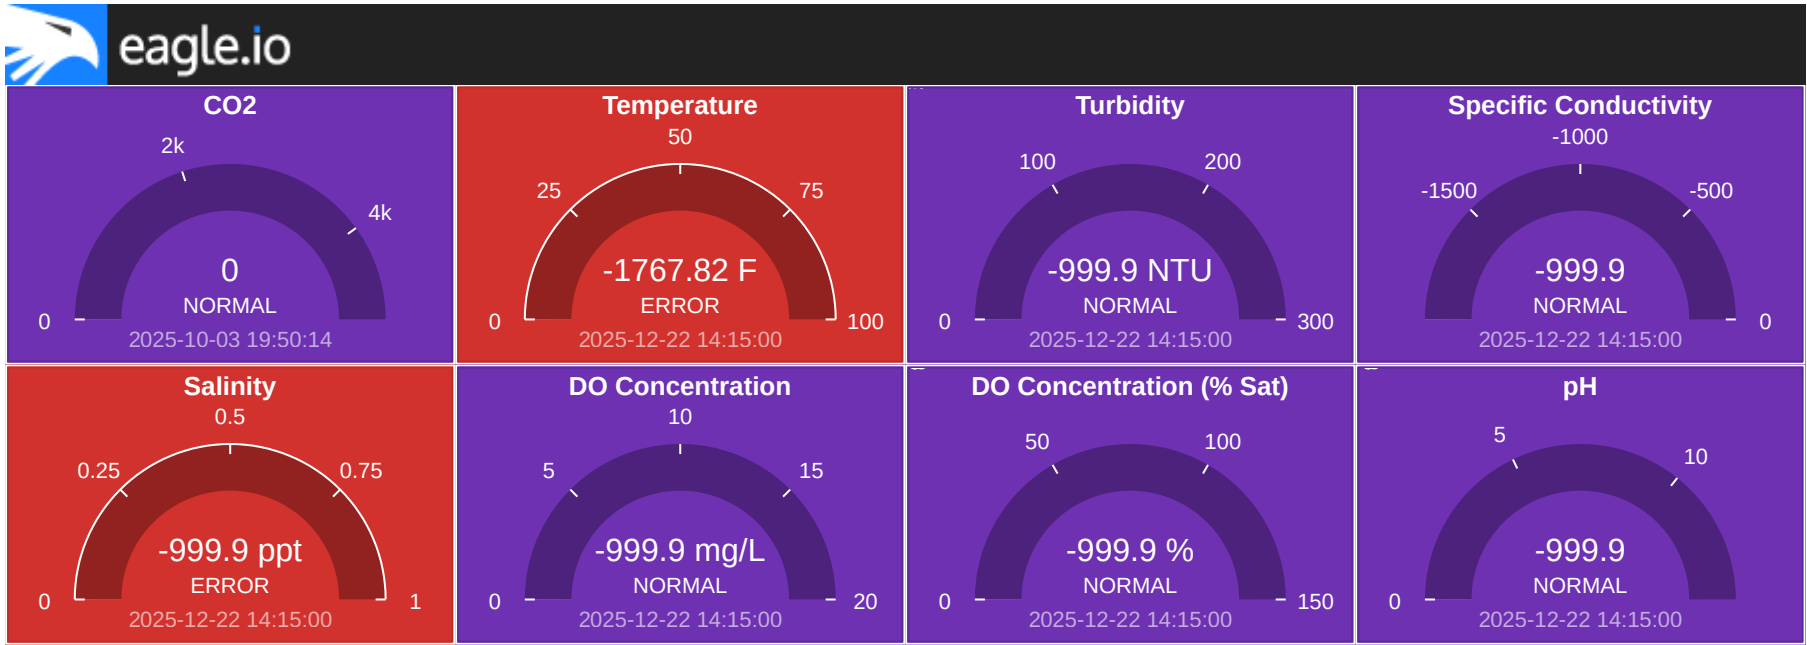 eagle.io
CO2
2k
4k
0
0
NORMAL
2025-10-03 19:50:14
Temperature
50
25
75
-1767.82 F
ERROR
0
100
2025-12-22 14:15:00
Turbidity
100
200
-999.9 NTU
NORMAL
0
300
2025-12-22 14:15:00
Specific Conductivity
-1000
-1500
-500
-999.9
NORMAL
0
2025-12-22 14:15:00
Salinity
0.5
0.25
0.75
-999.9 ppt
ERROR
0
1
2025-12-22 14:15:00
DO Concentration
10
5
15
-999.9 mg/L
NORMAL
0
20
2025-12-22 14:15:00
DO Concentration (% Sat)
50
100
-999.9 %
NORMAL
0
150
2025-12-22 14:15:00
pH
5
10
-999.9
NORMAL
0
2025-12-22 14:15:00